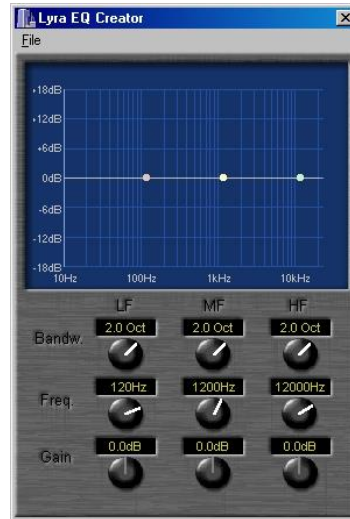 Lyra EQ Creator
File
+18dB
+12dB
+6dB
0dB
-6dB
-12dB
-18dB
10Hz 100Hz 1kHz 10kHz
LF MF HF
Bandw. 2.0 Oct 2.0 Oct 2.0 Oct
Freq. 120Hz 1200Hz 12000Hz
Gain 0.0dB 0.0dB 0.0dB